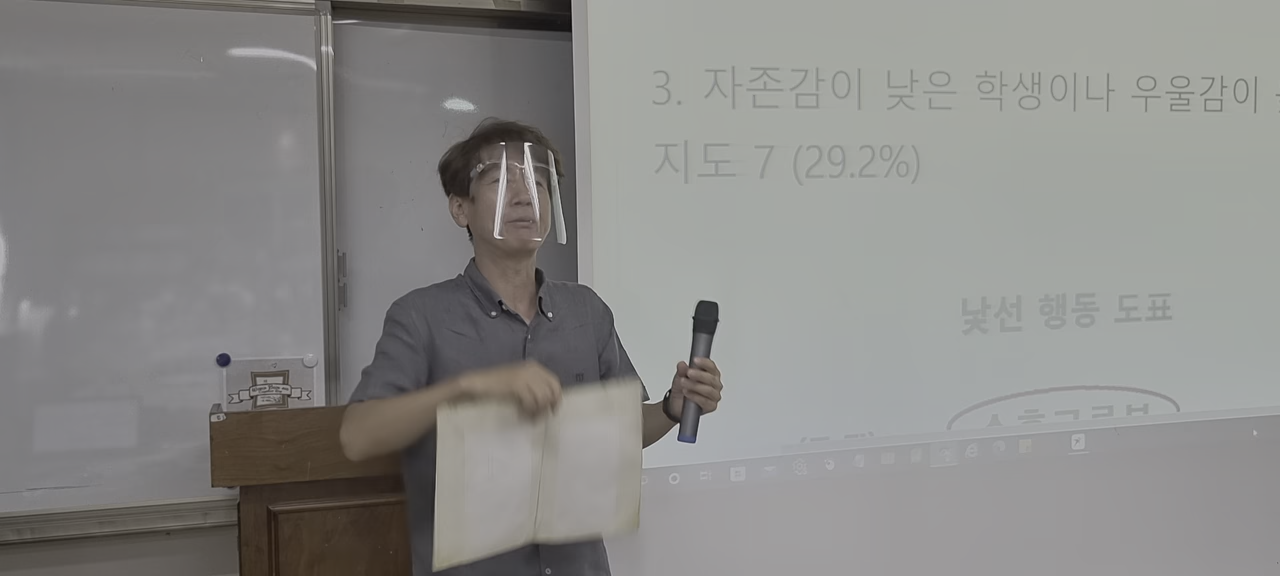 3. 자존감이 낮은 학생이나 우울감이
지도 7 (29.2%)
낯선 행동 도표